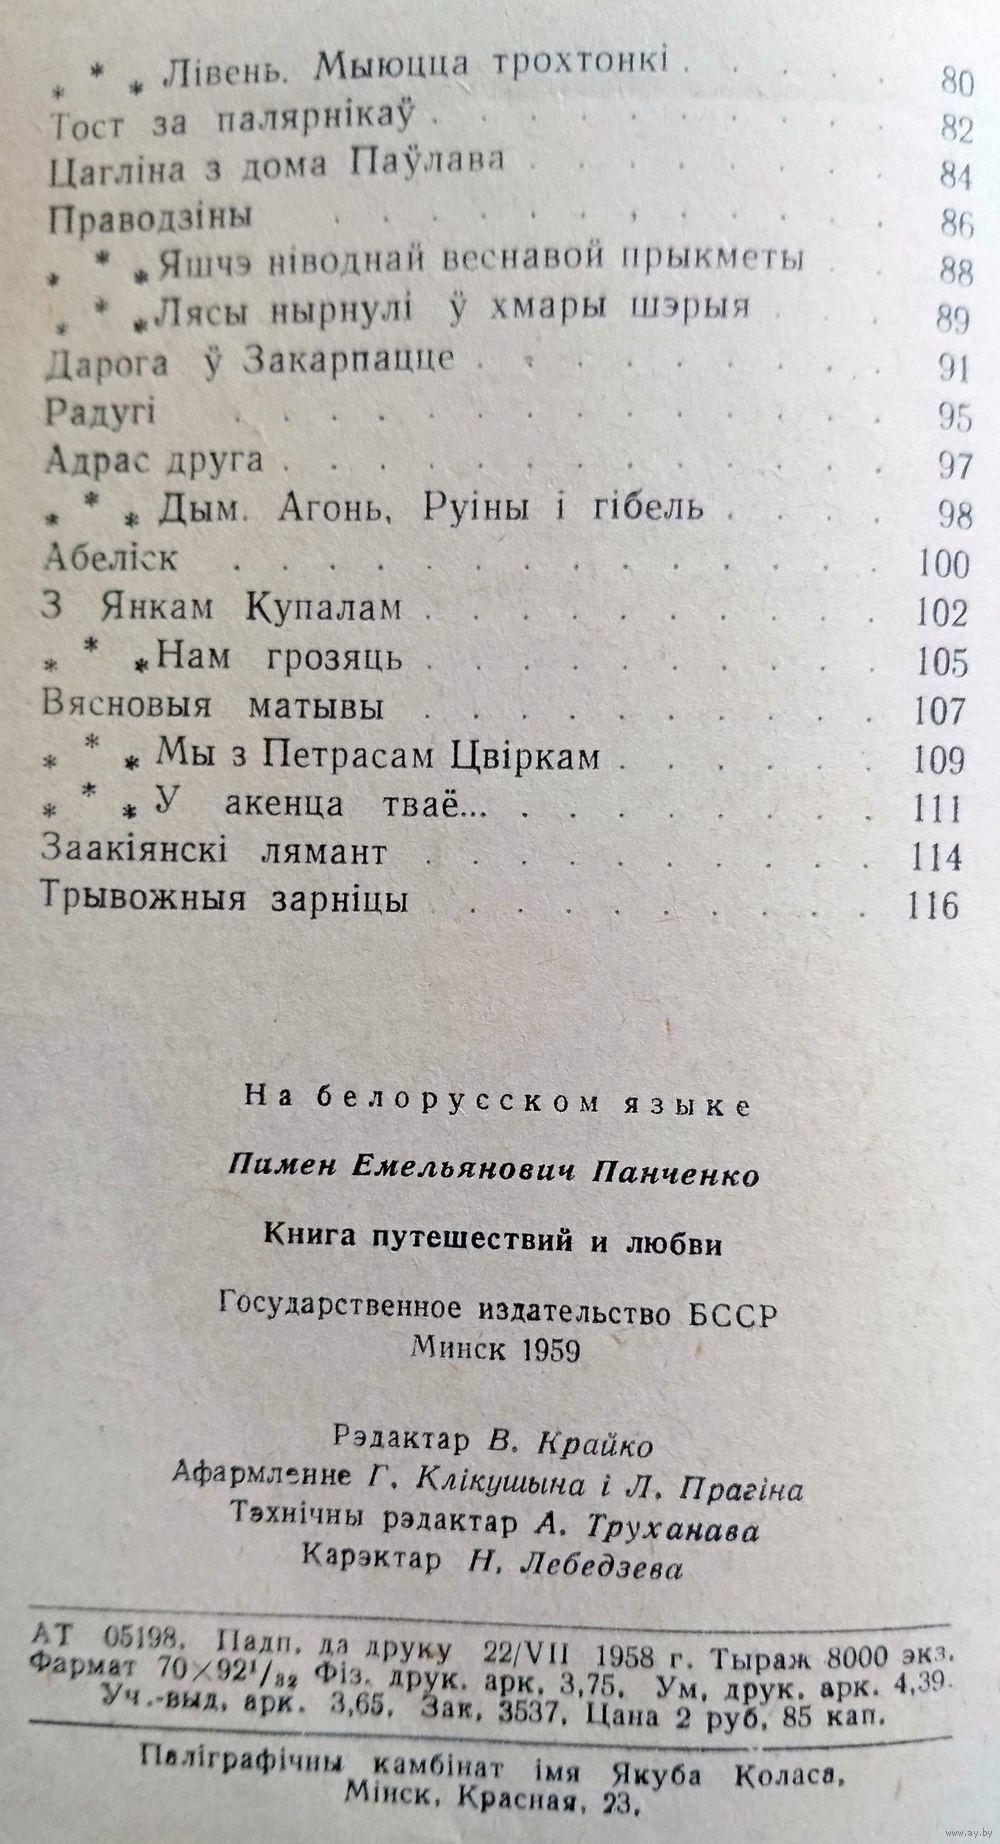 * * * Лівень. Мыюцца трохтонкі . . . . . 80
Тост за палярнікаў . . . . . . . . . . 82
Цагліна з дома Паўлава . . . . . . . . 84
Праводзіны . . . . . . . . . . . . 86
* * * Яшчэ ніводнай веснавой прыкметы . . . 88
* * * Лясы нырнулі ў хмары шэрыя . . . . 89
Дарога ў Закарпацце . . . . . . . . . 91
Радугі . . . . . . . . . . . . . . 95
Адрас друга . . . . . . . . . . . . 97
* * * Дым. Агонь, Руіны і гібель . . . . 98
Абеліск . . . . . . . . . . . . . . 100
З Янкам Купалам . . . . . . . . . . 102
* * * Нам грозяць . . . . . . . . . . 105
Вясновыя матывы . . . . . . . . . . 107
* * * Мы з Петрасам Цвіркам . . . . . . 109
* * * У акенца тваё... . . . . . . . . 111
Заакіянскі лямант . . . . . . . . . . 114
Трывожныя зарніцы . . . . . . . . . . 116
На белорусском языке
Пимен Емельянович Панченко
Книга путешествий и любви
Государственное издательство БССР
Минск 1959
Рэдактар В. Крайко
Афармленне Г. Клікушына і Л. Прагіна
Тэхнічны рэдактар А. Труханава
Карэктар Н. Лебедзева
АТ 05198. Падп. да друку 22/VII 1958 г. Тыраж 8000 экз.
Фармат 70×92¹/₃₂ Фіз. друк. арк. 3,75. Ум. друк. арк. 4,39.
Уч.-выд. арк. 3,65. Зак. 3537. Цана 2 руб. 85 кап.
Паліграфічны камбінат імя Якуба Коласа.
Мінск, Красная, 23.
www.ay.by